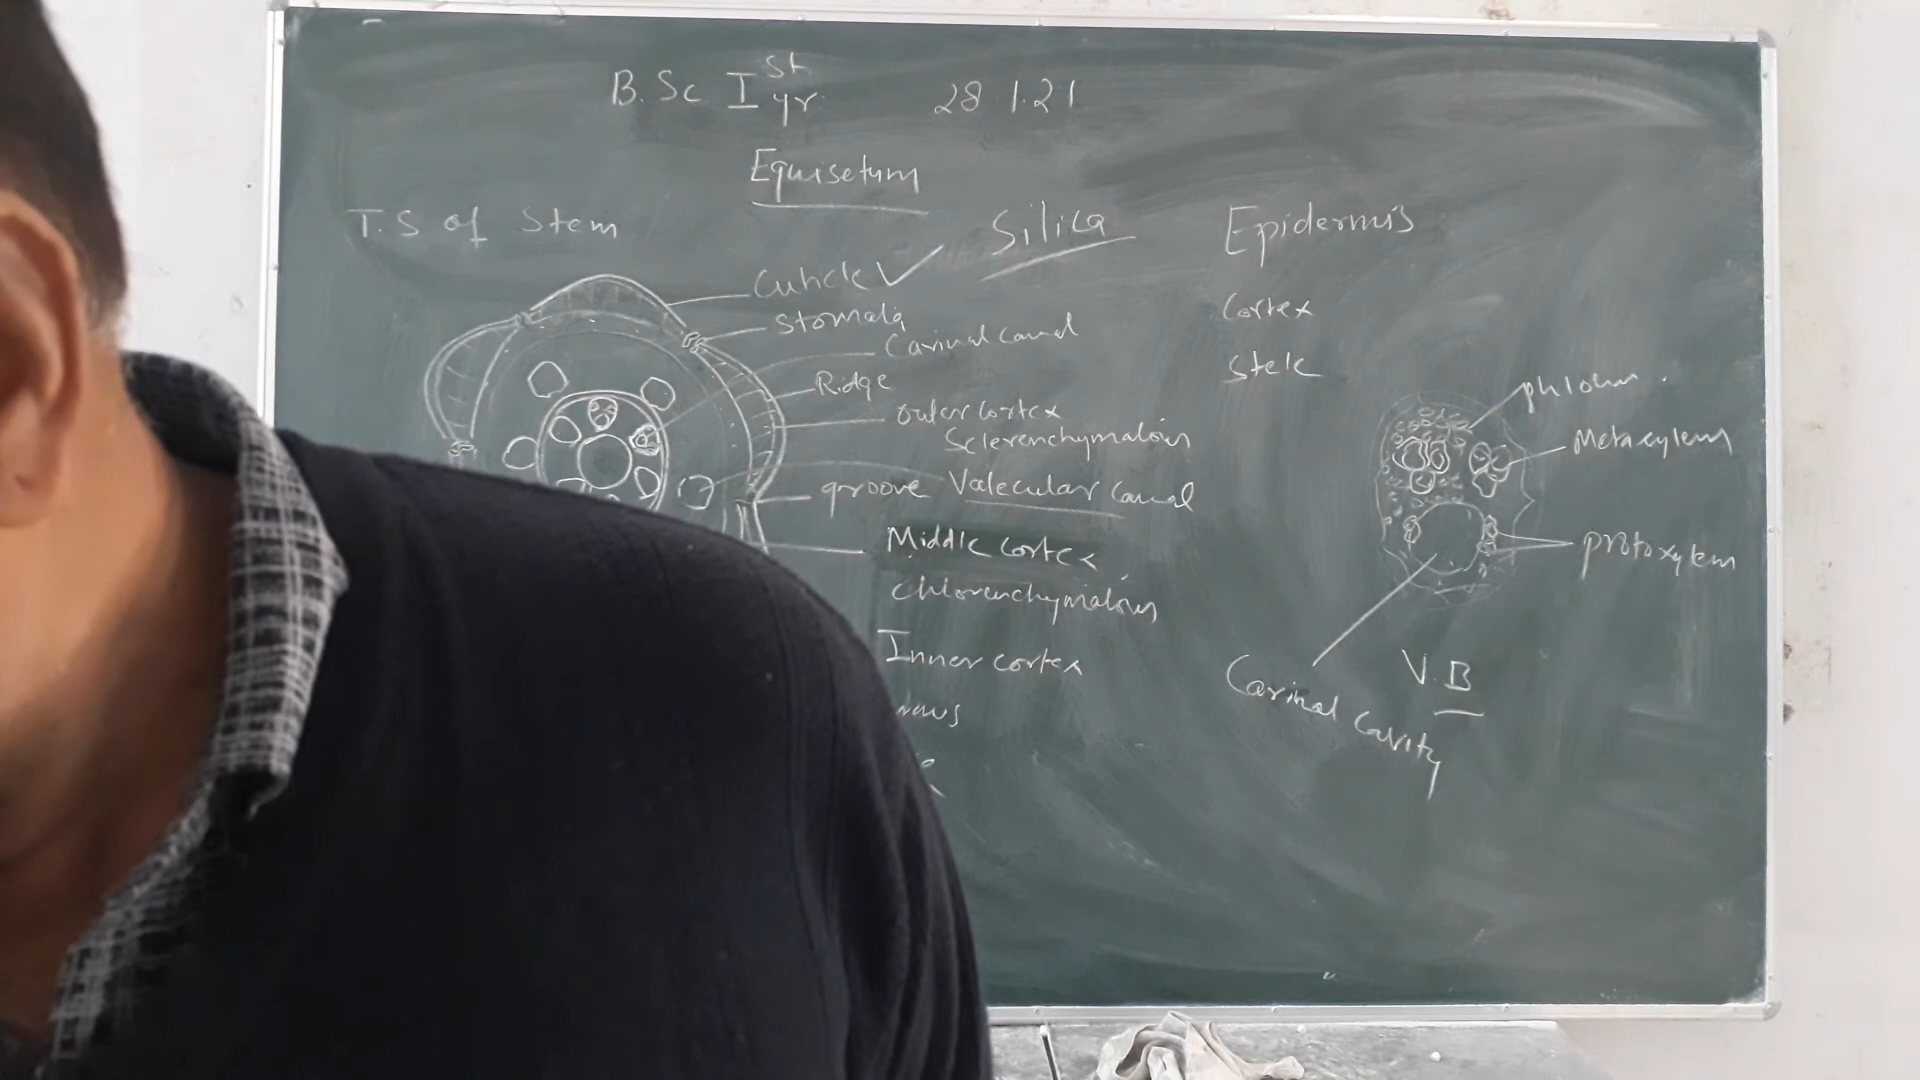 B.Sc Ist yr. 28 1.21
Equisetum
T.S of Stem
Silica
Cuticle
Stomata
Carinal canal
Ridge
outer cortex
Sclerenchymatous
groove Valecular canal
Middle cortex
chlorenchymatous
Inner cortex
Epidermis
Cortex
Stele
phloem
Metaxylem
protoxylem
Carinal cavity
V.B